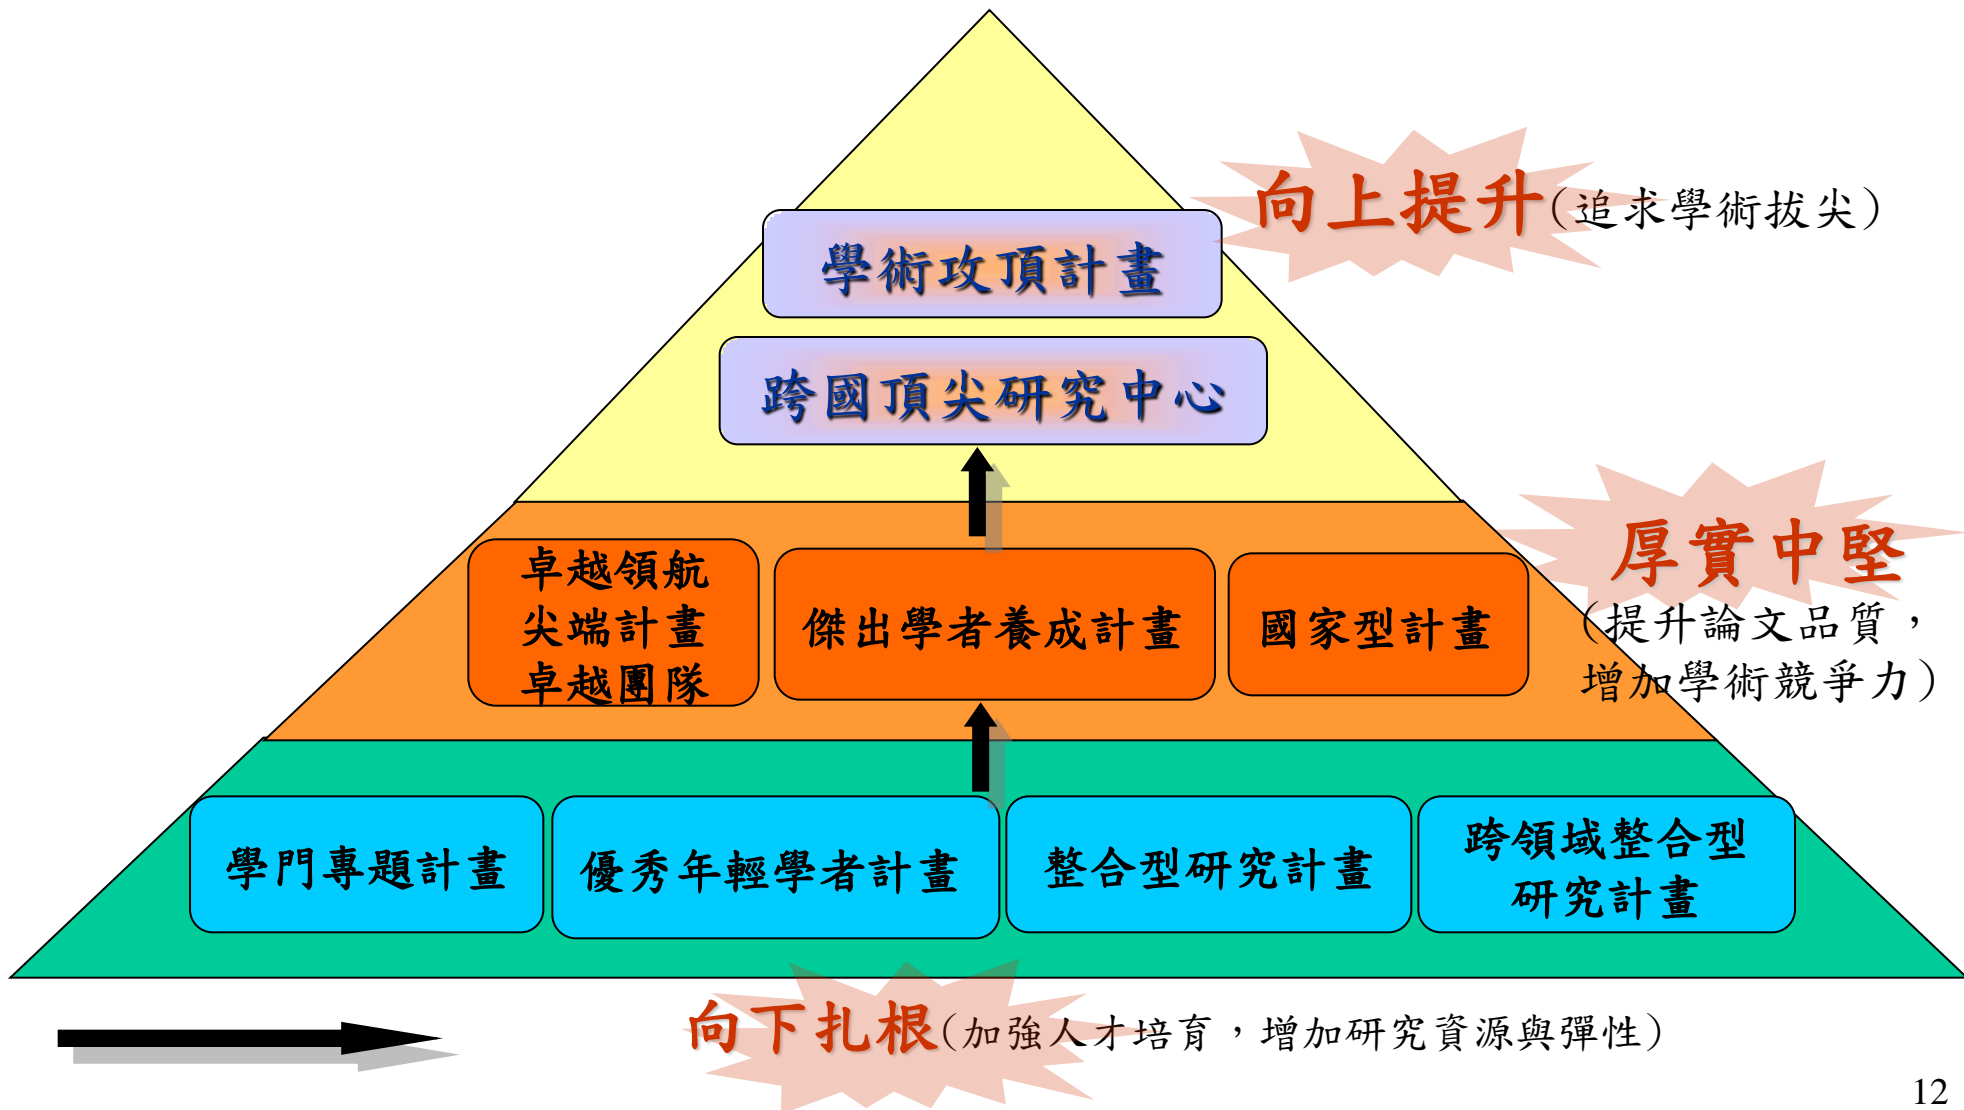 向上提升(追求學術拔尖)
學術攻頂計畫
跨國頂尖研究中心
厚實中堅
(提升論文品質，
增加學術競爭力)
卓越領航
尖端計畫
卓越團隊
傑出學者養成計畫
國家型計畫
學門專題計畫
優秀年輕學者計畫
整合型研究計畫
跨領域整合型
研究計畫
向下扎根(加強人才培育，增加研究資源與彈性)
12